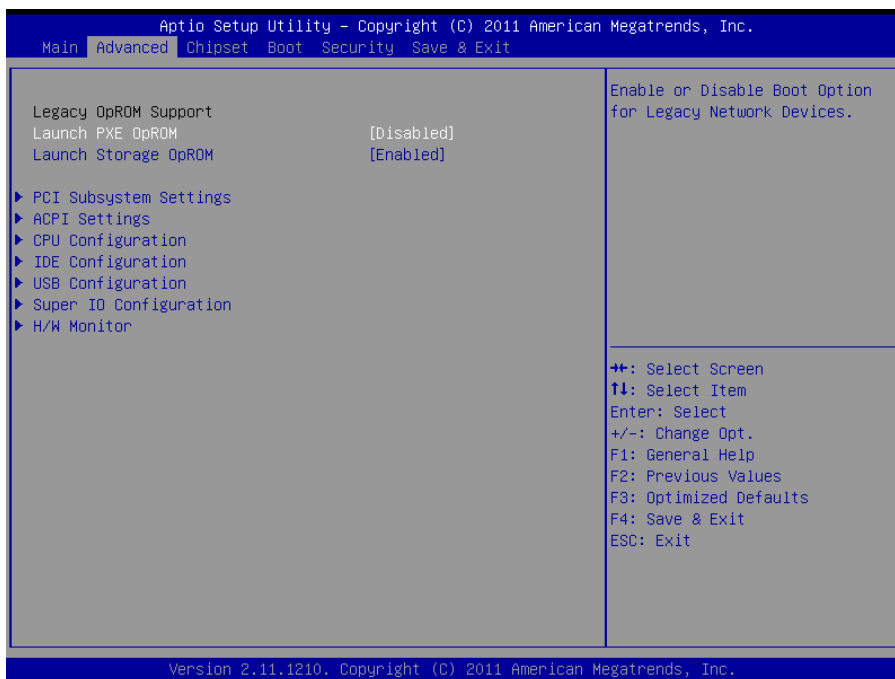 Aptio Setup Utility – Copyright (C) 2011 American Megatrends, Inc.
Main Advanced Chipset Boot Security Save & Exit
Legacy OpROM Support
Launch PXE OpROM [Disabled]
Launch Storage OpROM [Enabled]
▶ PCI Subsystem Settings
▶ ACPI Settings
▶ CPU Configuration
▶ IDE Configuration
▶ USB Configuration
▶ Super IO Configuration
▶ H/W Monitor
Enable or Disable Boot Option
for Legacy Network Devices.
→←: Select Screen
↑↓: Select Item
Enter: Select
+/-: Change Opt.
F1: General Help
F2: Previous Values
F3: Optimized Defaults
F4: Save & Exit
ESC: Exit
Version 2.11.1210. Copyright (C) 2011 American Megatrends, Inc.